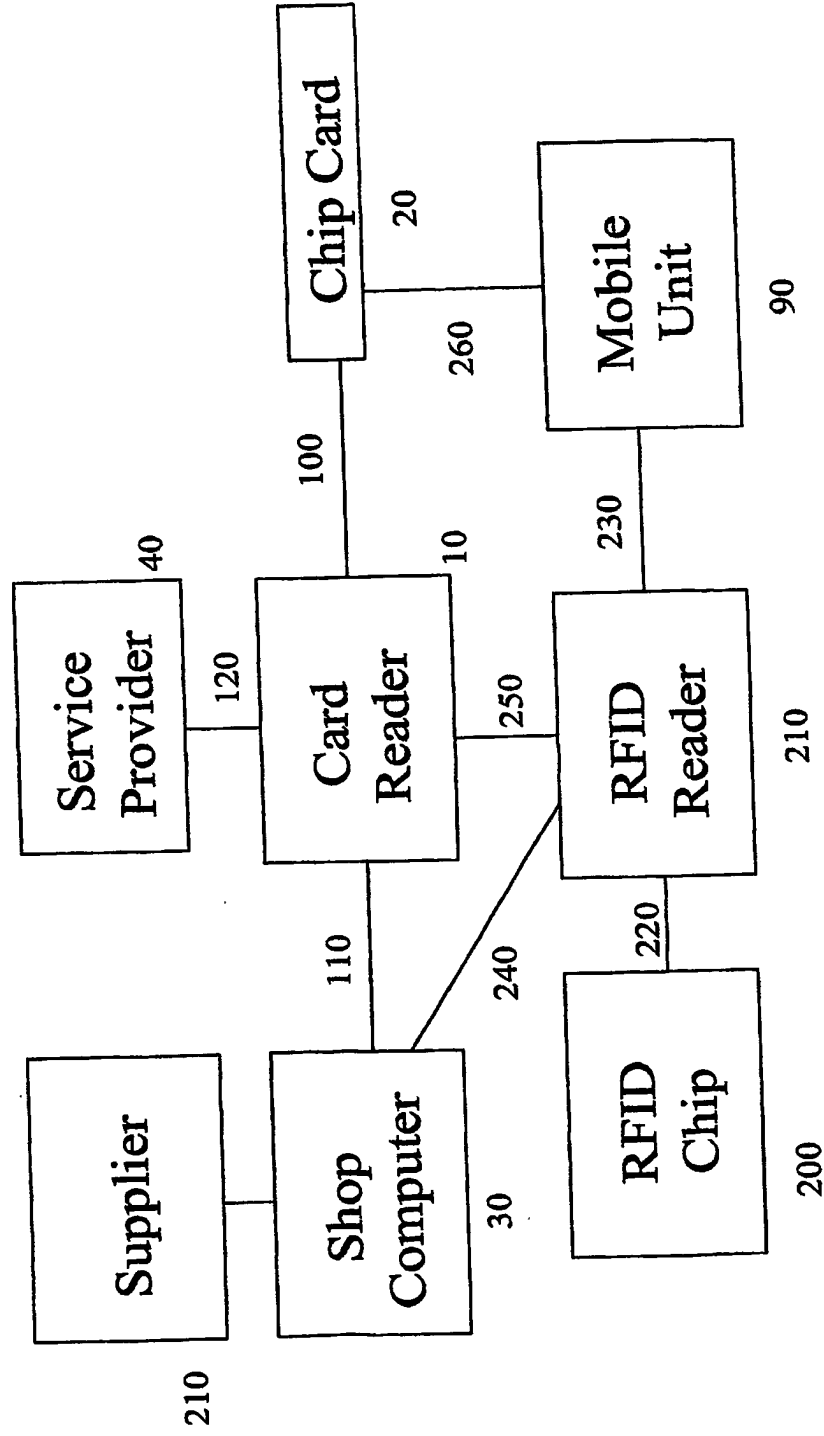 210
Supplier
Service
Provider
40
120
Shop
Computer
30
110
Card
Reader
10
100
Chip Card
20
240
250
260
RFID
Chip
200
220
RFID
Reader
210
230
Mobile
Unit
90